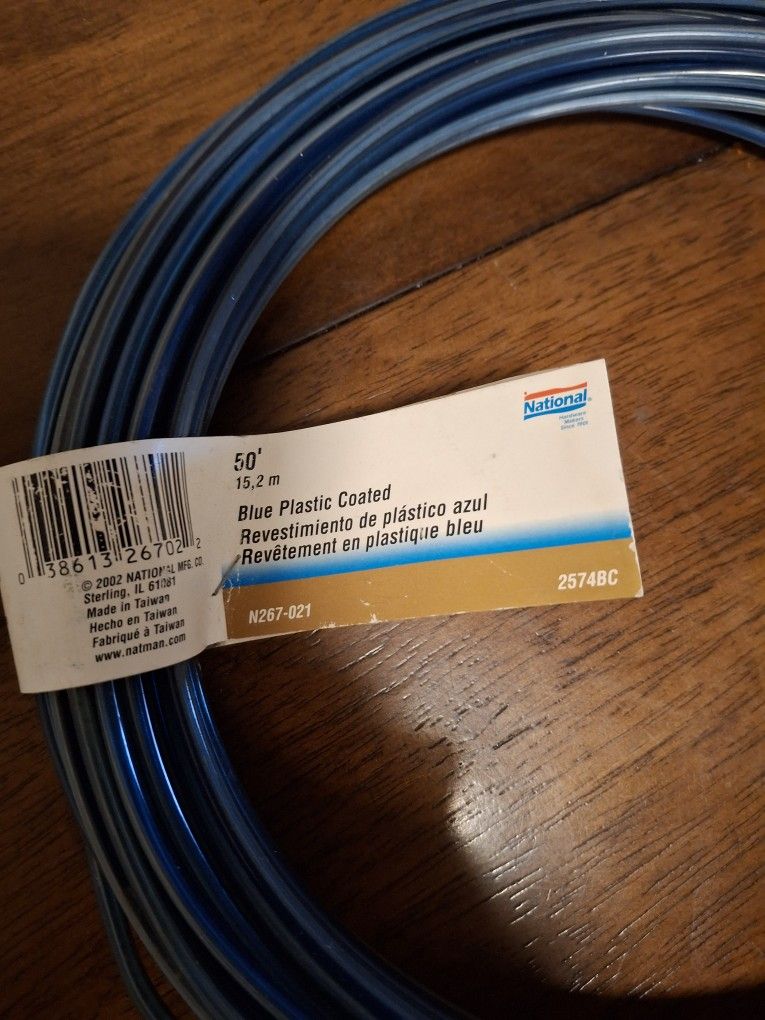 National
Hardware
Matters
Since 1901
50'
15,2 m
Blue Plastic Coated
Revestimiento de plástico azul
Revêtement en plastique bleu
N267-021
2574BC
0 38613 26702 2
© 2002 NATIONAL MFG. CO.
Sterling, IL 61081
Made in Taiwan
Hecho en Taiwan
Fabriqué à Taiwan
www.natman.com